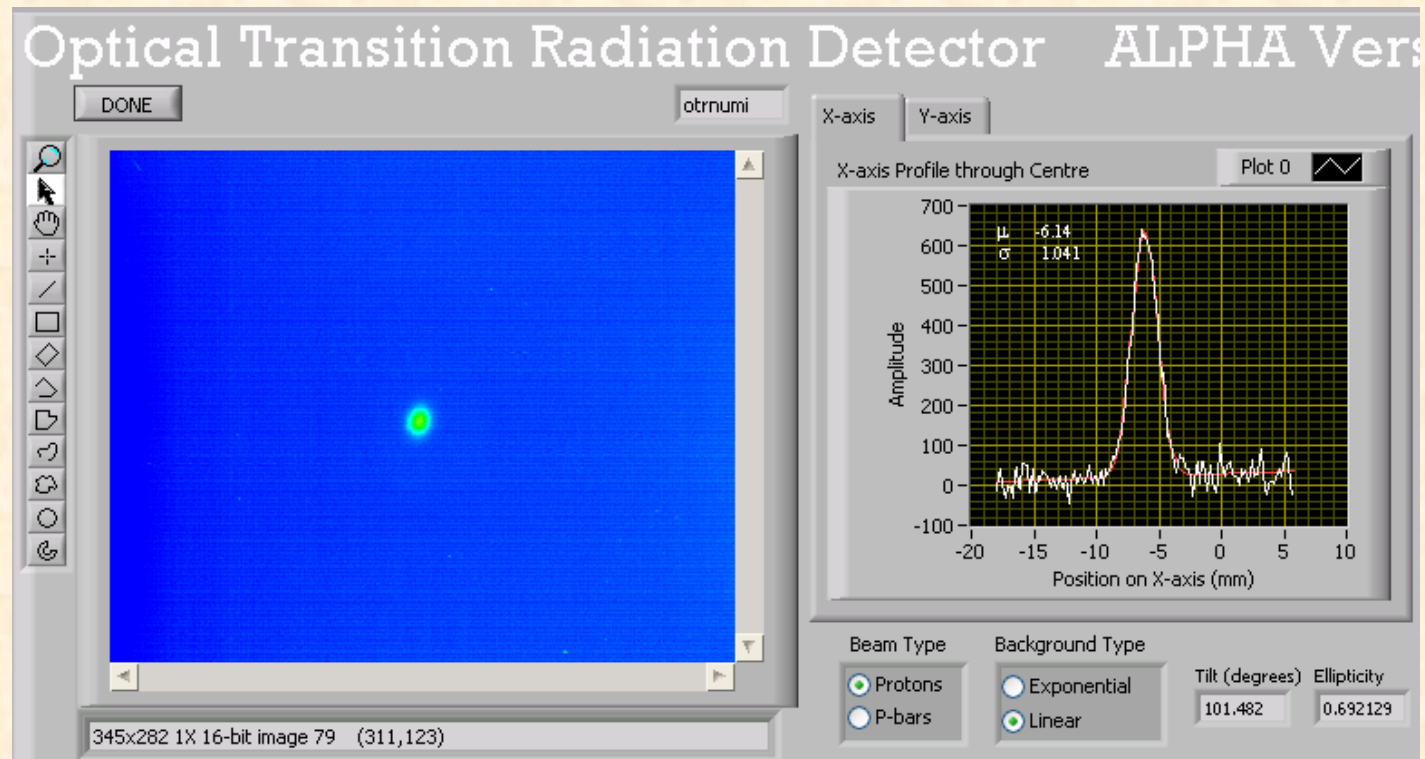 Optical Transition Radiation Detector ALPHA Vers
DONE
otrnumi
X-axis
Y-axis
X-axis Profile through Centre
Plot 0
μ -6.14
σ 1.041
700
600
500
400
300
200
100
0
-100
Amplitude
-20 -15 -10 -5 0 5 10
Position on X-axis (mm)
Beam Type
Protons
P-bars
Background Type
Exponential
Linear
Tilt (degrees)
101.482
Ellipticity
0.692129
345x282 1X 16-bit image 79 (311,123)